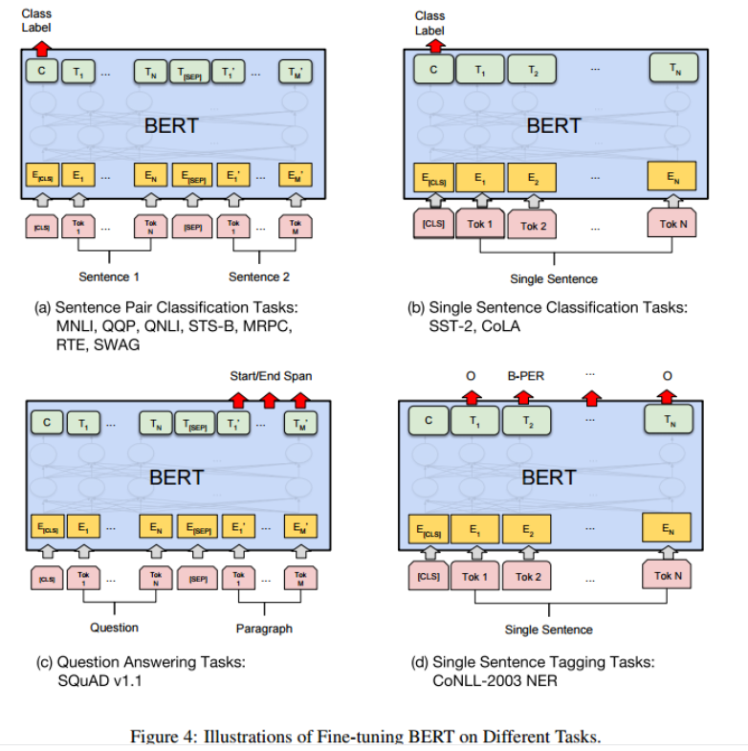 Class
Label
C T1 ... TN T[SEP] T1' ... TM'
BERT
E[CLS] E1 ... EN E[SEP] E1' ... EM'
[CLS] Tok 1 ... Tok N [SEP] Tok 1 ... Tok M
Sentence 1 Sentence 2
(a) Sentence Pair Classification Tasks:
MNLI, QQP, QNLI, STS-B, MRPC,
RTE, SWAG
Class
Label
C T1 T2 ... TN
BERT
E[CLS] E1 E2 ... EN
[CLS] Tok 1 Tok 2 ... Tok N
Single Sentence
(b) Single Sentence Classification Tasks:
SST-2, CoLA
Start/End Span
C T1 ... TN T[SEP] T1' ... TM'
BERT
E[CLS] E1 ... EN E[SEP] E1' ... EM'
[CLS] Tok 1 ... Tok N [SEP] Tok 1 ... Tok M
Question Paragraph
(c) Question Answering Tasks:
SQuAD v1.1
O B-PER ... O
C T1 T2 ... TN
BERT
E[CLS] E1 E2 ... EN
[CLS] Tok 1 Tok 2 ... Tok N
Single Sentence
(d) Single Sentence Tagging Tasks:
CoNLL-2003 NER
Figure 4: Illustrations of Fine-tuning BERT on Different Tasks.